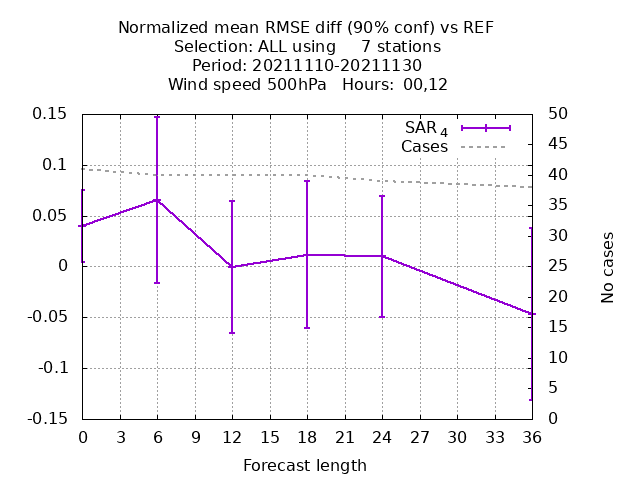 Normalized mean RMSE diff (90% conf) vs REF
Selection: ALL using 7 stations
Period: 20211110-20211130
Wind speed 500hPa Hours: 00,12
SAR 4
Cases
0.15
0.1
0.05
0
-0.05
-0.1
-0.15
50
45
40
35
30
25
20
15
10
5
0
No cases
0 3 6 9 12 15 18 21 24 27 30 33 36
Forecast length